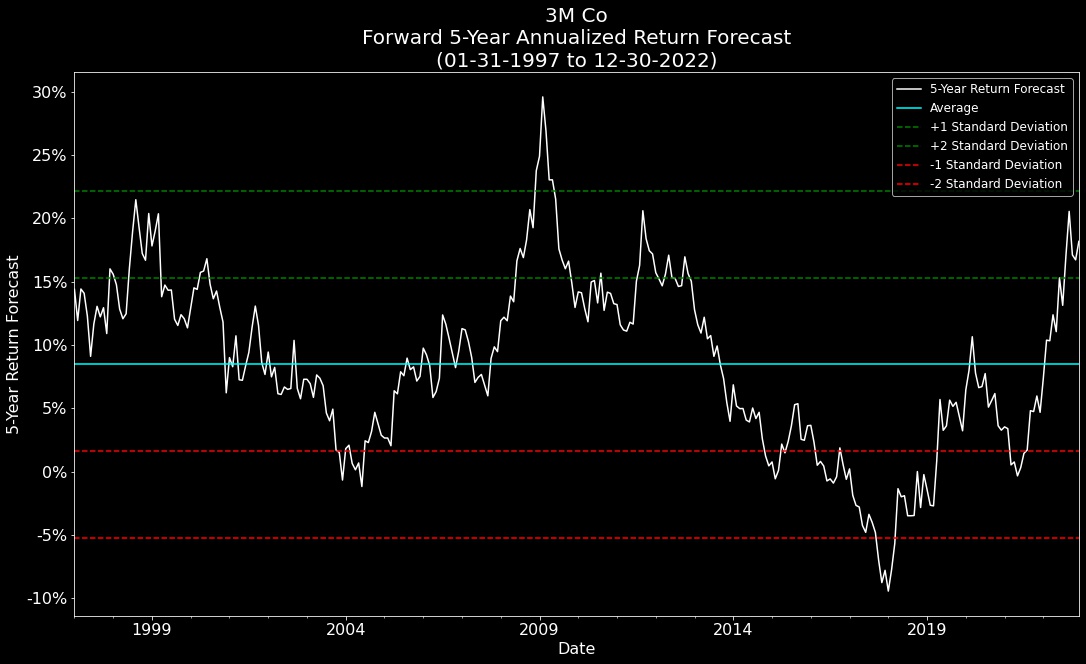 3M Co
Forward 5-Year Annualized Return Forecast
(01-31-1997 to 12-30-2022)
5-Year Return Forecast
Average
+1 Standard Deviation
+2 Standard Deviation
-1 Standard Deviation
-2 Standard Deviation
5-Year Return Forecast
30%
25%
20%
15%
10%
5%
0%
-5%
-10%
1999 2004 2009 2014 2019
Date